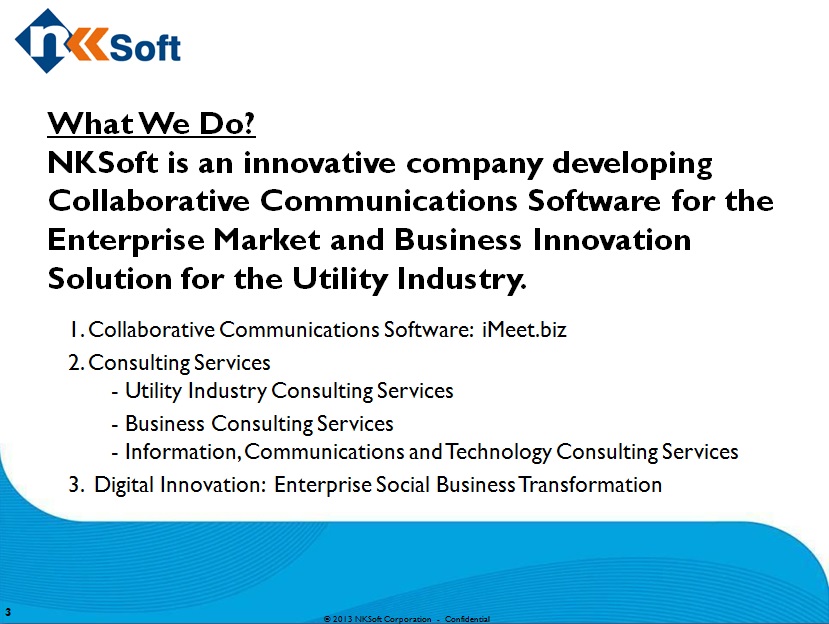 nKK Soft
What We Do?
NKSoft is an innovative company developing
Collaborative Communications Software for the
Enterprise Market and Business Innovation
Solution for the Utility Industry.
1. Collaborative Communications Software: iMeet.biz
2. Consulting Services
- Utility Industry Consulting Services
- Business Consulting Services
- Information, Communications and Technology Consulting Services
3. Digital Innovation: Enterprise Social Business Transformation
3
© 2013 NKSoft Corporation - Confidential